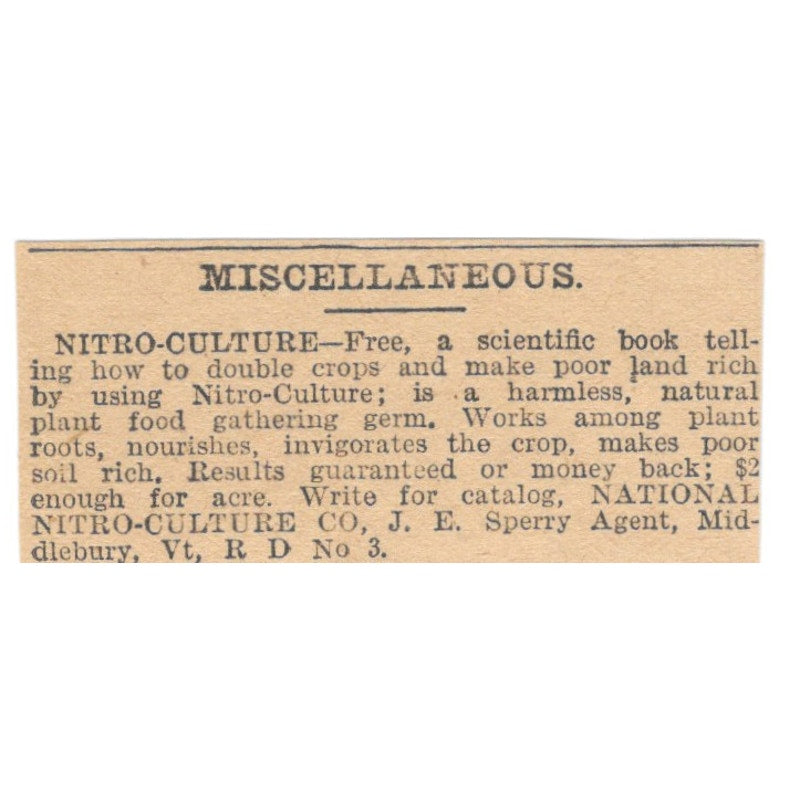 MISCELLANEOUS.
NITRO-CULTURE—Free, a scientific book tell-
ing how to double crops and make poor land rich
by using Nitro-Culture; is a harmless, natural
plant food gathering germ. Works among plant
roots, nourishes, invigorates the crop, makes poor
soil rich. Results guaranteed or money back; $2
enough for acre. Write for catalog, NATIONAL
NITRO-CULTURE CO, J. E. Sperry Agent, Mid-
dlebury, Vt, R D No 3.